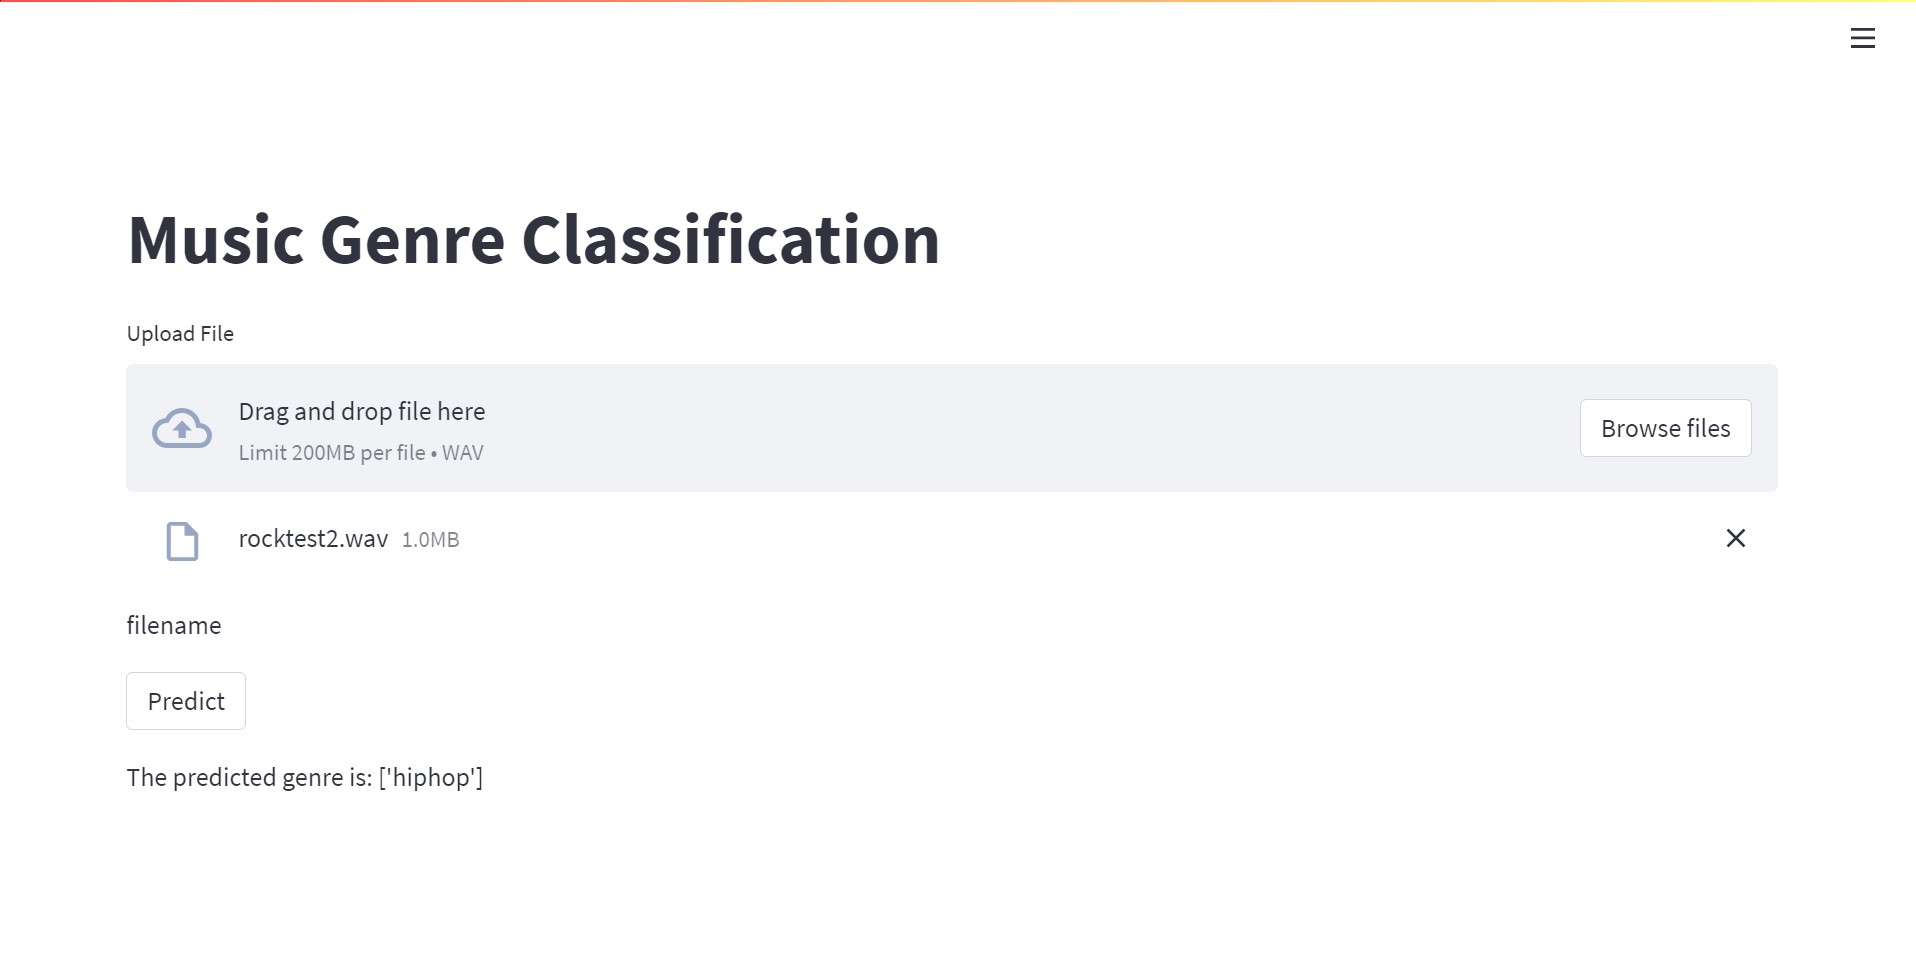 Music Genre Classification
Upload File
Drag and drop file here
Limit 200MB per file • WAV
Browse files
rocktest2.wav 1.0MB
filename
Predict
The predicted genre is: ['hiphop']